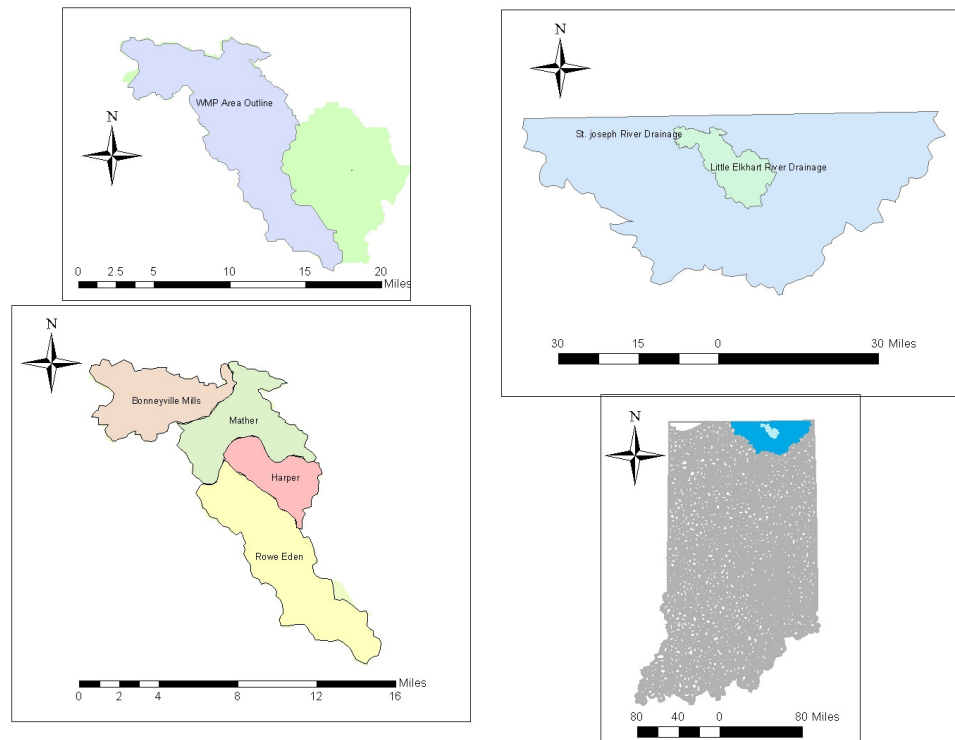 N
WMP Area Outline
0 2.5 5 10 15 20
Miles
N
St. joseph River Drainage
Little Elkhart River Drainage
30 15 0 30 Miles
N
Bonneyville Mills
Mather
Harper
Rowe Eden
Miles
0 2 4 8 12 16
N
80 40 0 80 Miles